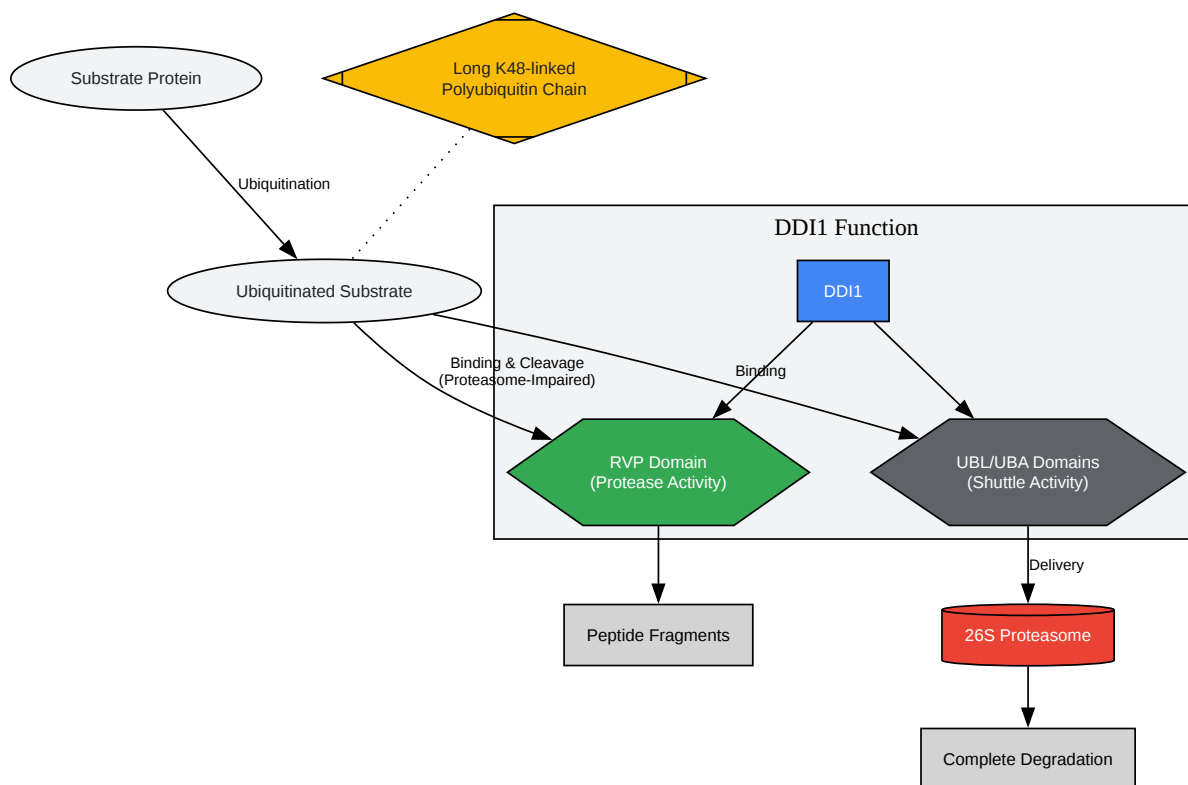 Substrate Protein
Long K48-linked
Polyubiquitin Chain
Ubiquitination
DDI1 Function
Ubiquitinated Substrate
DDI1
Binding & Cleavage
(Proteasome-Impaired)
Binding
RVP Domain
(Protease Activity)
UBL/UBA Domains
(Shuttle Activity)
Delivery
Peptide Fragments
26S Proteasome
Complete Degradation